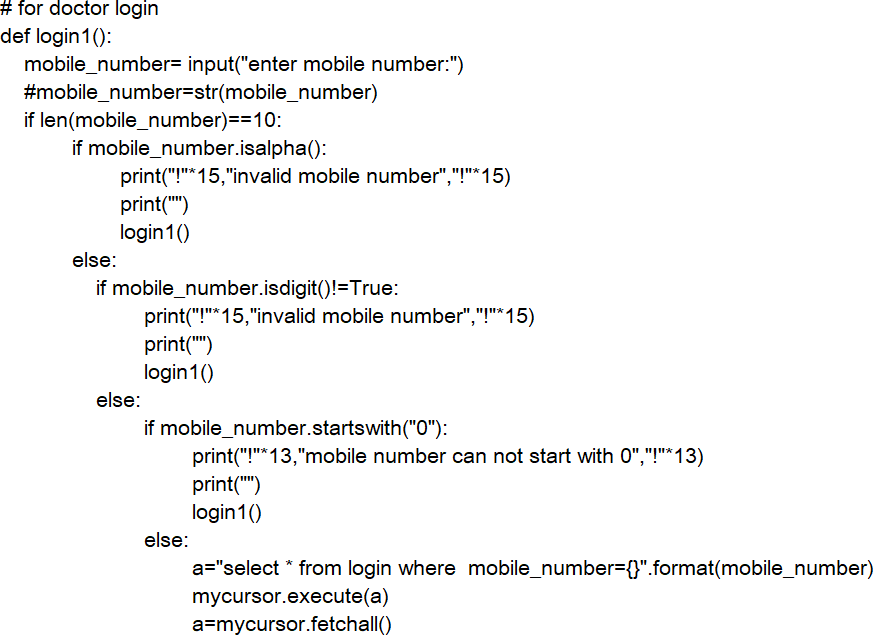 # for doctor login
def login1():
    mobile_number= input("enter mobile number:")
    #mobile_number=str(mobile_number)
    if len(mobile_number)==10:
            if mobile_number.isalpha():
                    print("!"*15,"invalid mobile number","!"*15)
                    print("")
                    login1()
            else:
                if mobile_number.isdigit()!=True:
                        print("!"*15,"invalid mobile number","!"*15)
                        print("")
                        login1()
                else:
                        if mobile_number.startswith("0"):
                                print("!"*13,"mobile number can not start with 0","!"*13)
                                print("")
                                login1()
                        else:
                                a="select * from login where  mobile_number={}".format(mobile_number)
                                mycursor.execute(a)
                                a=mycursor.fetchall()